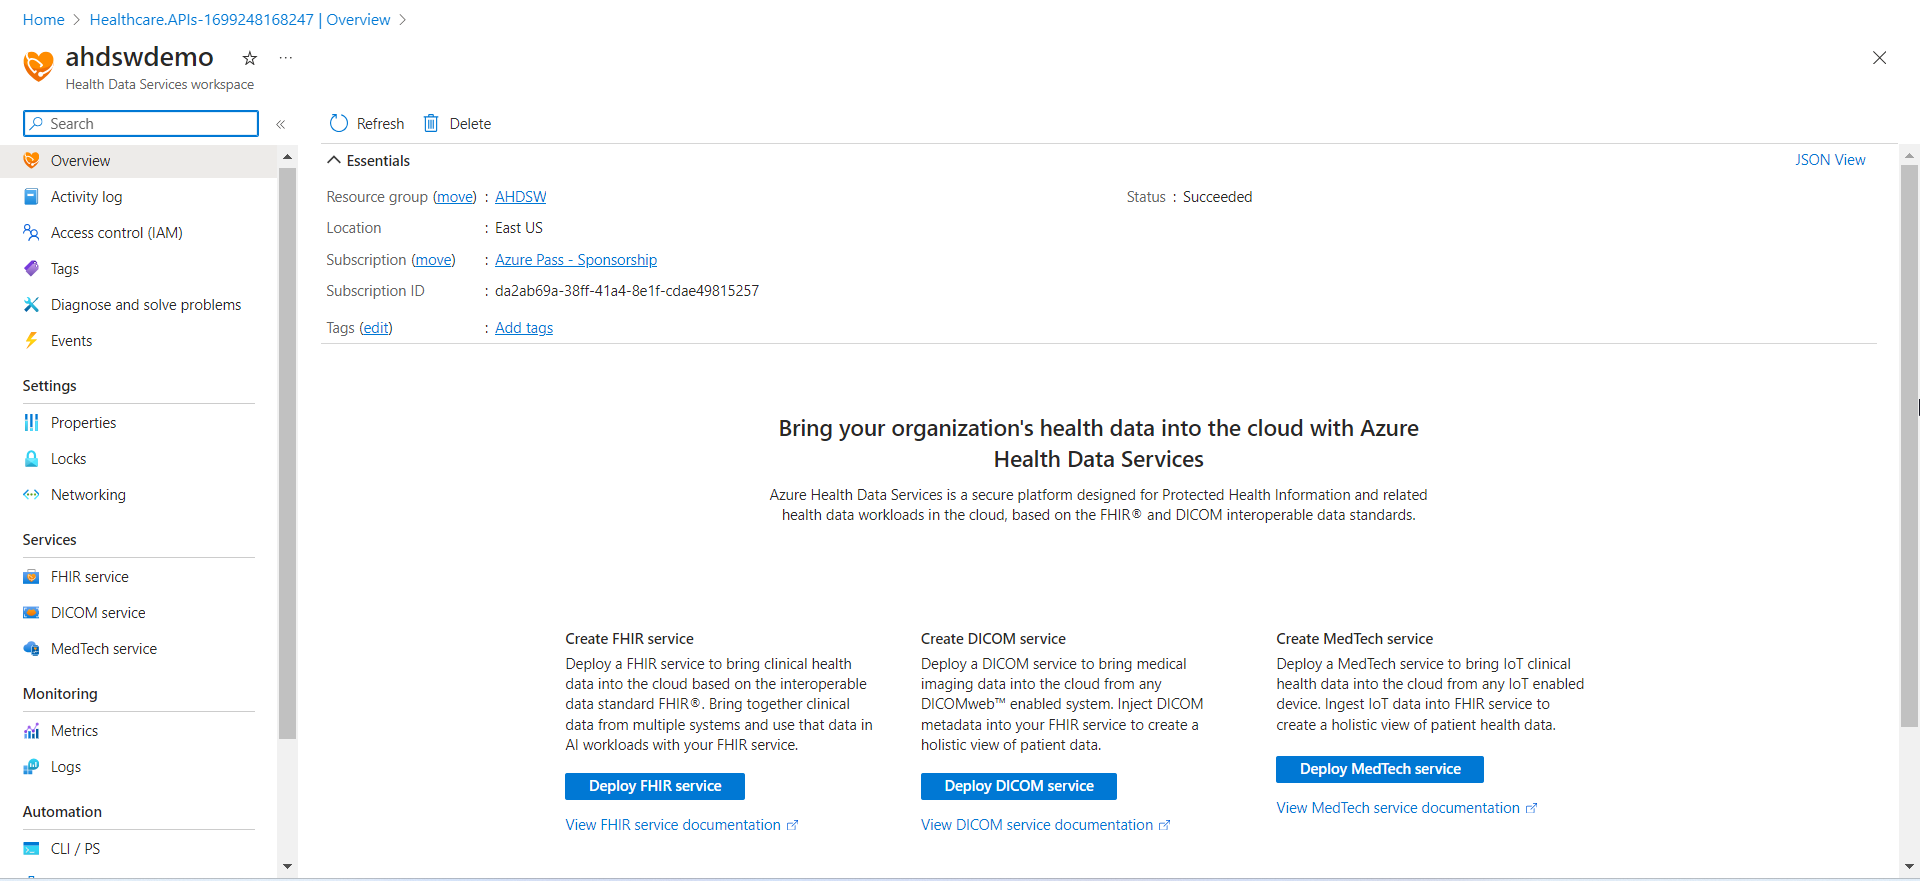 Home > Healthcare.APIs-1699248168247 | Overview >
ahdswdemo
Health Data Services workspace
Search
Refresh
Delete
Overview
Activity log
Access control (IAM)
Tags
Diagnose and solve problems
Events
Settings
Properties
Locks
Networking
Services
FHIR service
DICOM service
MedTech service
Monitoring
Metrics
Logs
Automation
CLI / PS
Essentials
JSON View
Resource group (move) : AHDSW
Status : Succeeded
Location : East US
Subscription (move) : Azure Pass - Sponsorship
Subscription ID : da2ab69a-38ff-41a4-8e1f-cdae49815257
Tags (edit) : Add tags
Bring your organization's health data into the cloud with Azure
Health Data Services
Azure Health Data Services is a secure platform designed for Protected Health Information and related
health data workloads in the cloud, based on the FHIR® and DICOM interoperable data standards.
Create FHIR service
Deploy a FHIR service to bring clinical health
data into the cloud based on the interoperable
data standard FHIR®. Bring together clinical
data from multiple systems and use that data in
AI workloads with your FHIR service.
Deploy FHIR service
View FHIR service documentation
Create DICOM service
Deploy a DICOM service to bring medical
imaging data into the cloud from any
DICOMweb™ enabled system. Inject DICOM
metadata into your FHIR service to create a
holistic view of patient data.
Deploy DICOM service
View DICOM service documentation
Create MedTech service
Deploy a MedTech service to bring IoT clinical
health data into the cloud from any IoT enabled
device. Ingest IoT data into FHIR service to
create a holistic view of patient health data.
Deploy MedTech service
View MedTech service documentation